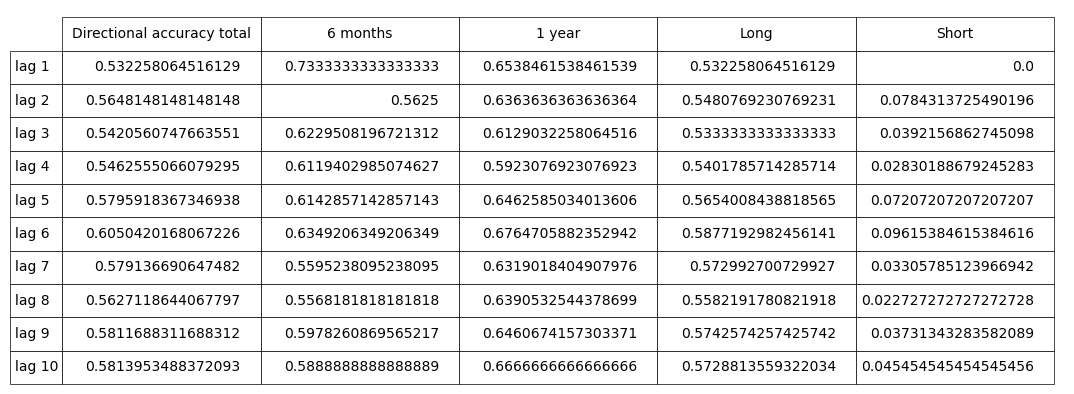 Directional accuracy total 6 months 1 year Long Short
lag 1 0.532258064516129 0.7333333333333333 0.6538461538461539 0.532258064516129 0.0
lag 2 0.5648148148148148 0.5625 0.6363636363636364 0.5480769230769231 0.0784313725490196
lag 3 0.5420560747663551 0.6229508196721312 0.6129032258064516 0.5333333333333333 0.0392156862745098
lag 4 0.5462555066079295 0.6119402985074627 0.5923076923076923 0.5401785714285714 0.02830188679245283
lag 5 0.5795918367346938 0.6142857142857143 0.6462585034013606 0.5654008438818565 0.07207207207207207
lag 6 0.6050420168067226 0.6349206349206349 0.6764705882352942 0.5877192982456141 0.09615384615384616
lag 7 0.579136690647482 0.5595238095238095 0.6319018404907976 0.572992700729927 0.03305785123966942
lag 8 0.5627118644067797 0.5568181818181818 0.6390532544378699 0.5582191780821918 0.022727272727272728
lag 9 0.5811688311688312 0.5978260869565217 0.6460674157303371 0.5742574257425742 0.03731343283582089
lag 10 0.5813953488372093 0.5888888888888889 0.6666666666666666 0.5728813559322034 0.045454545454545456